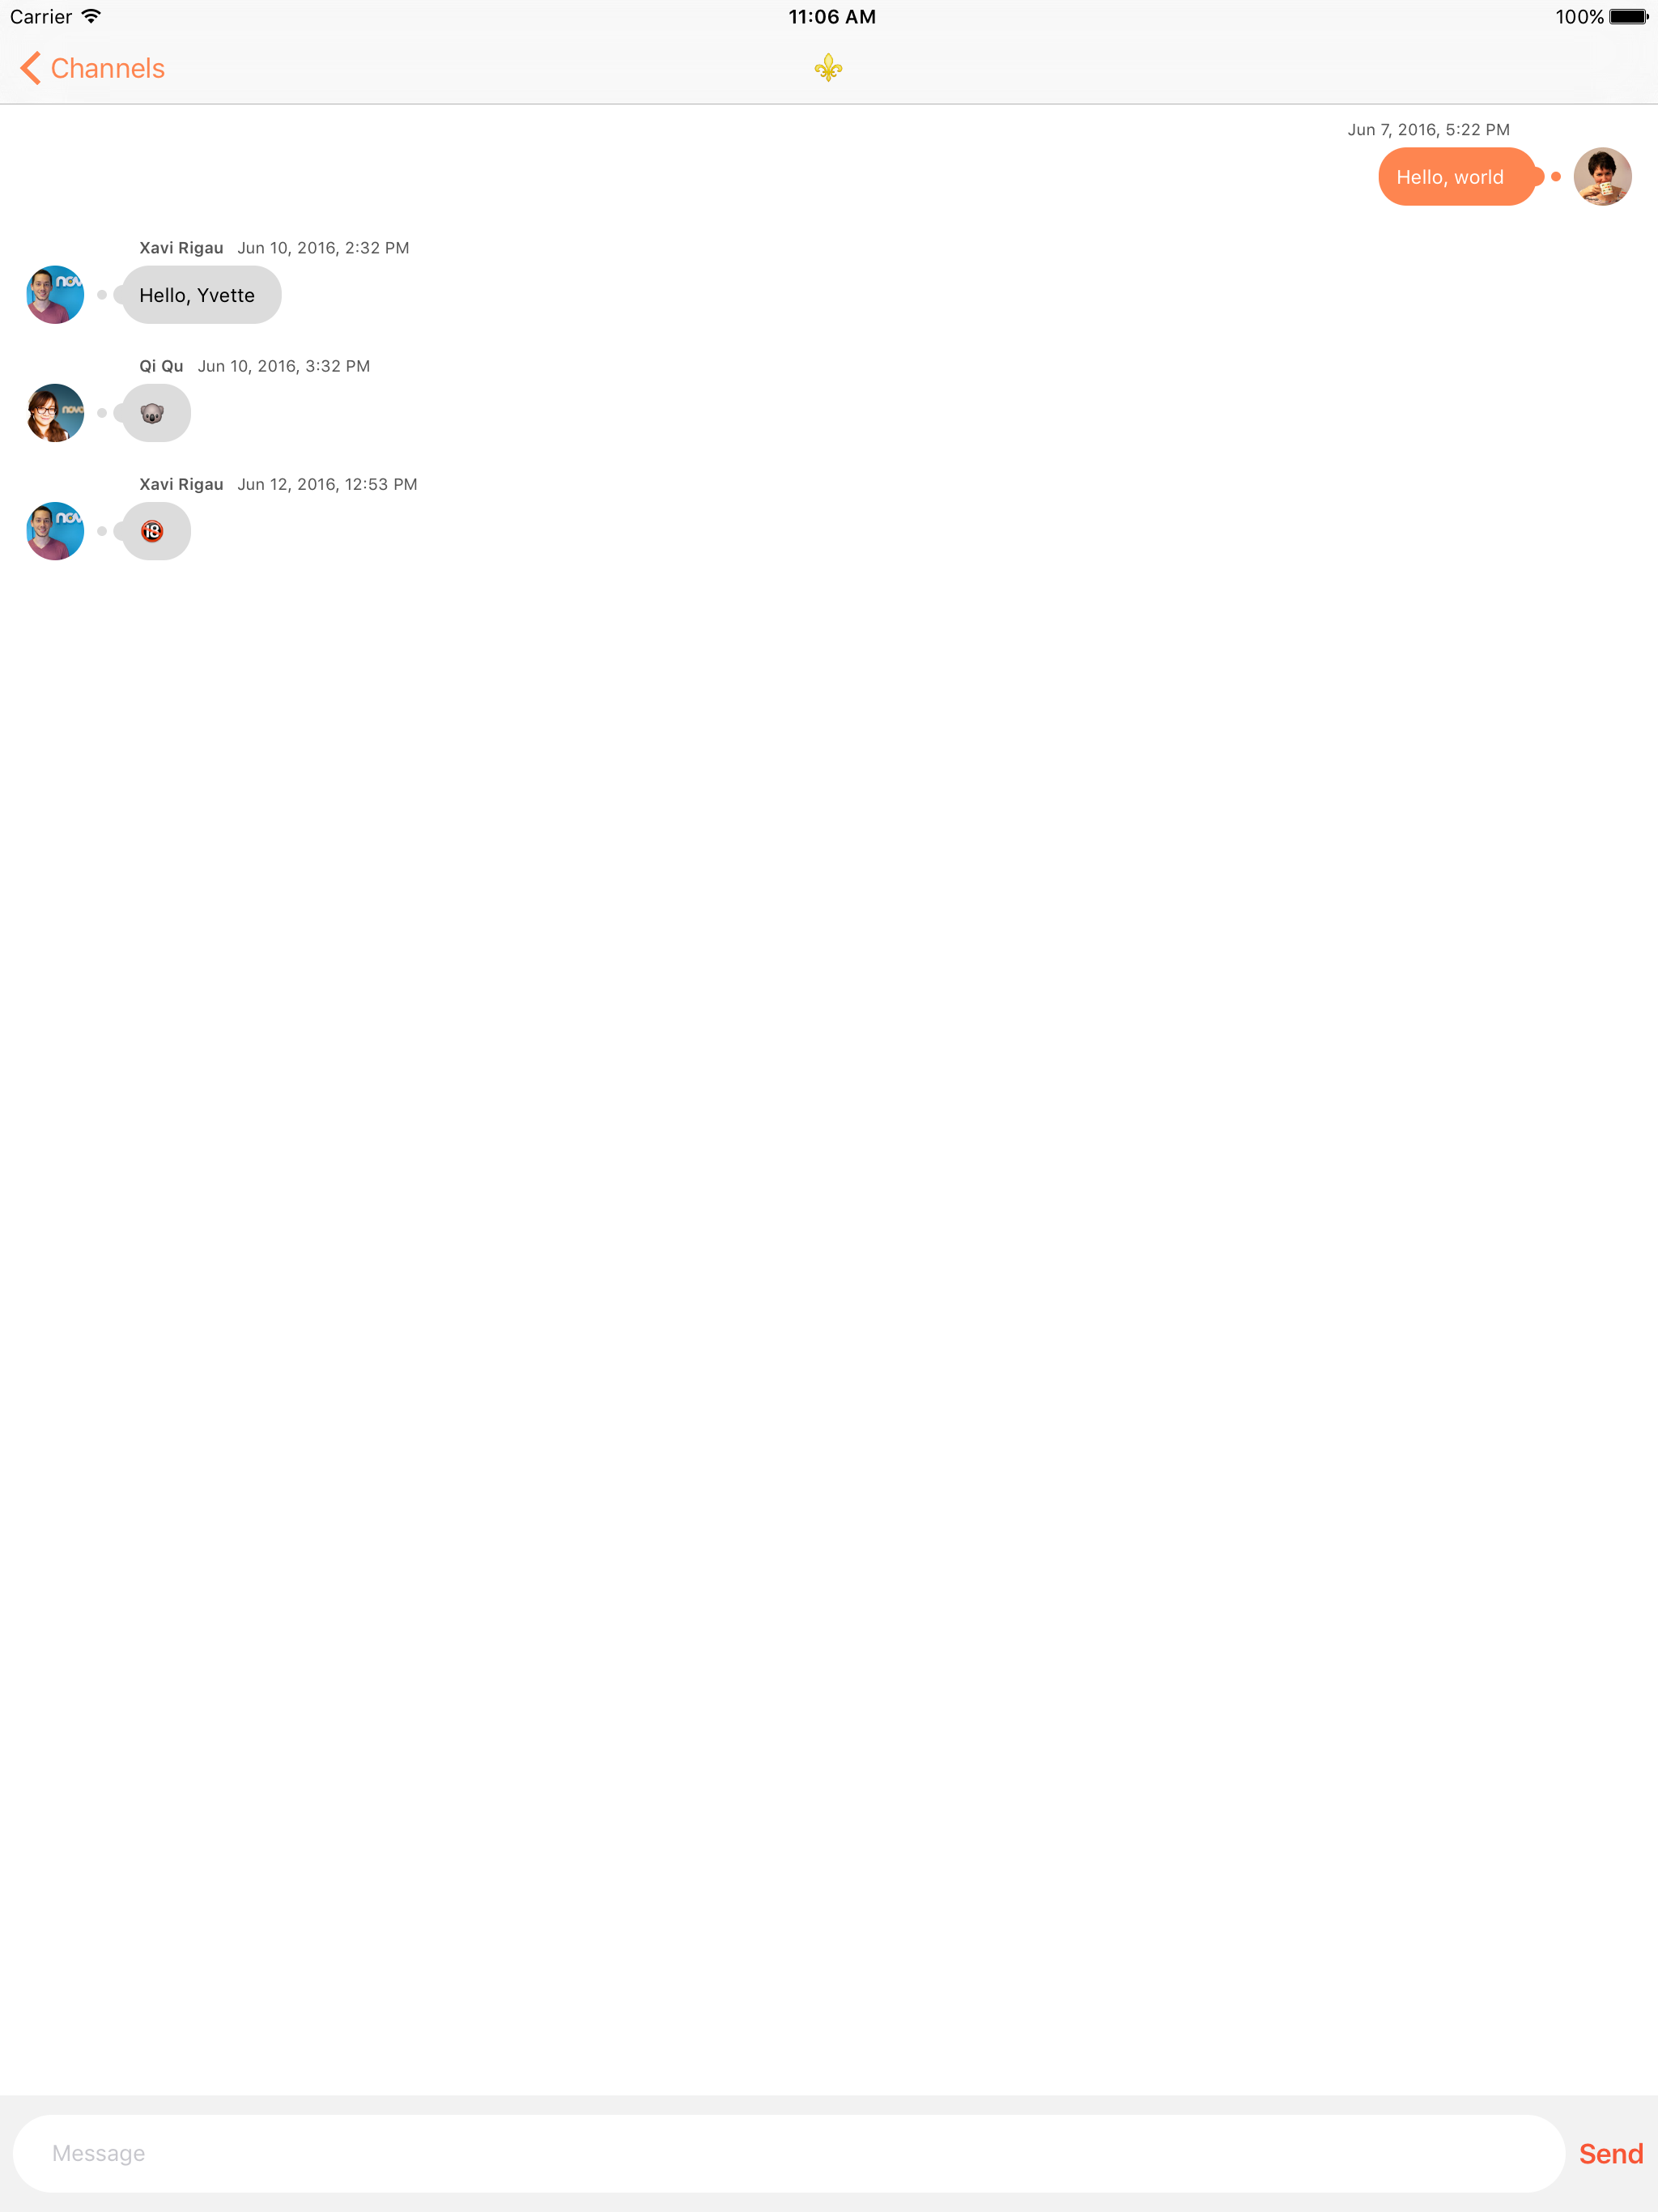 Carrier 11:06 AM 100%
Channels ⚜️
Jun 7, 2016, 5:22 PM
Hello, world
Xavi Rigau Jun 10, 2016, 2:32 PM
Hello, Yvette
Qi Qu Jun 10, 2016, 3:32 PM
🐨
Xavi Rigau Jun 12, 2016, 12:53 PM
🔞
Message Send